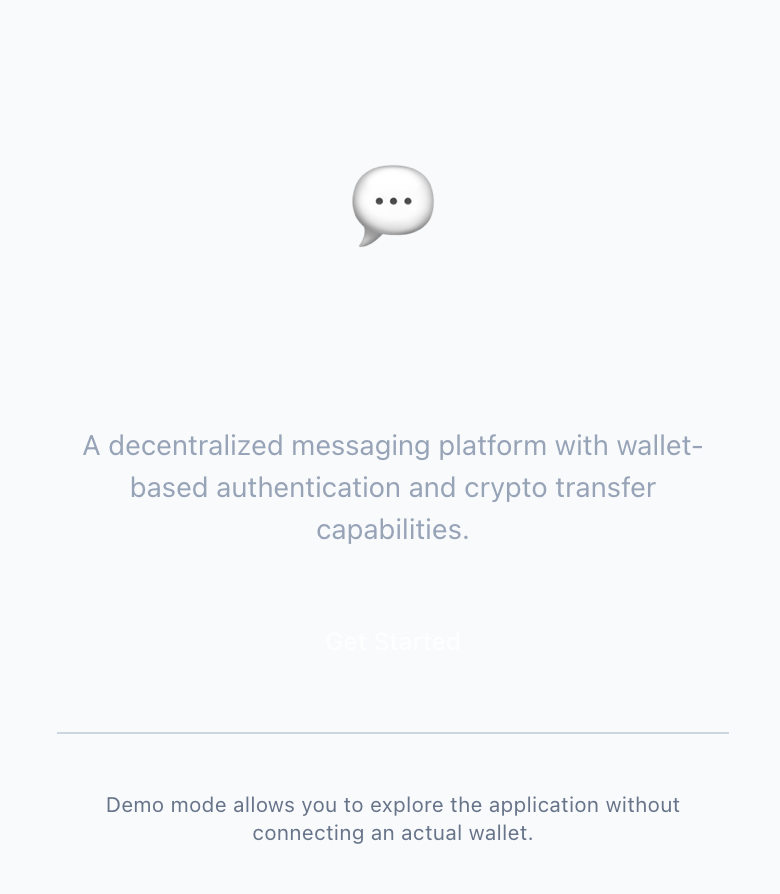 A decentralized messaging platform with wallet-
based authentication and crypto transfer
capabilities.
Get Started
Demo mode allows you to explore the application without
connecting an actual wallet.